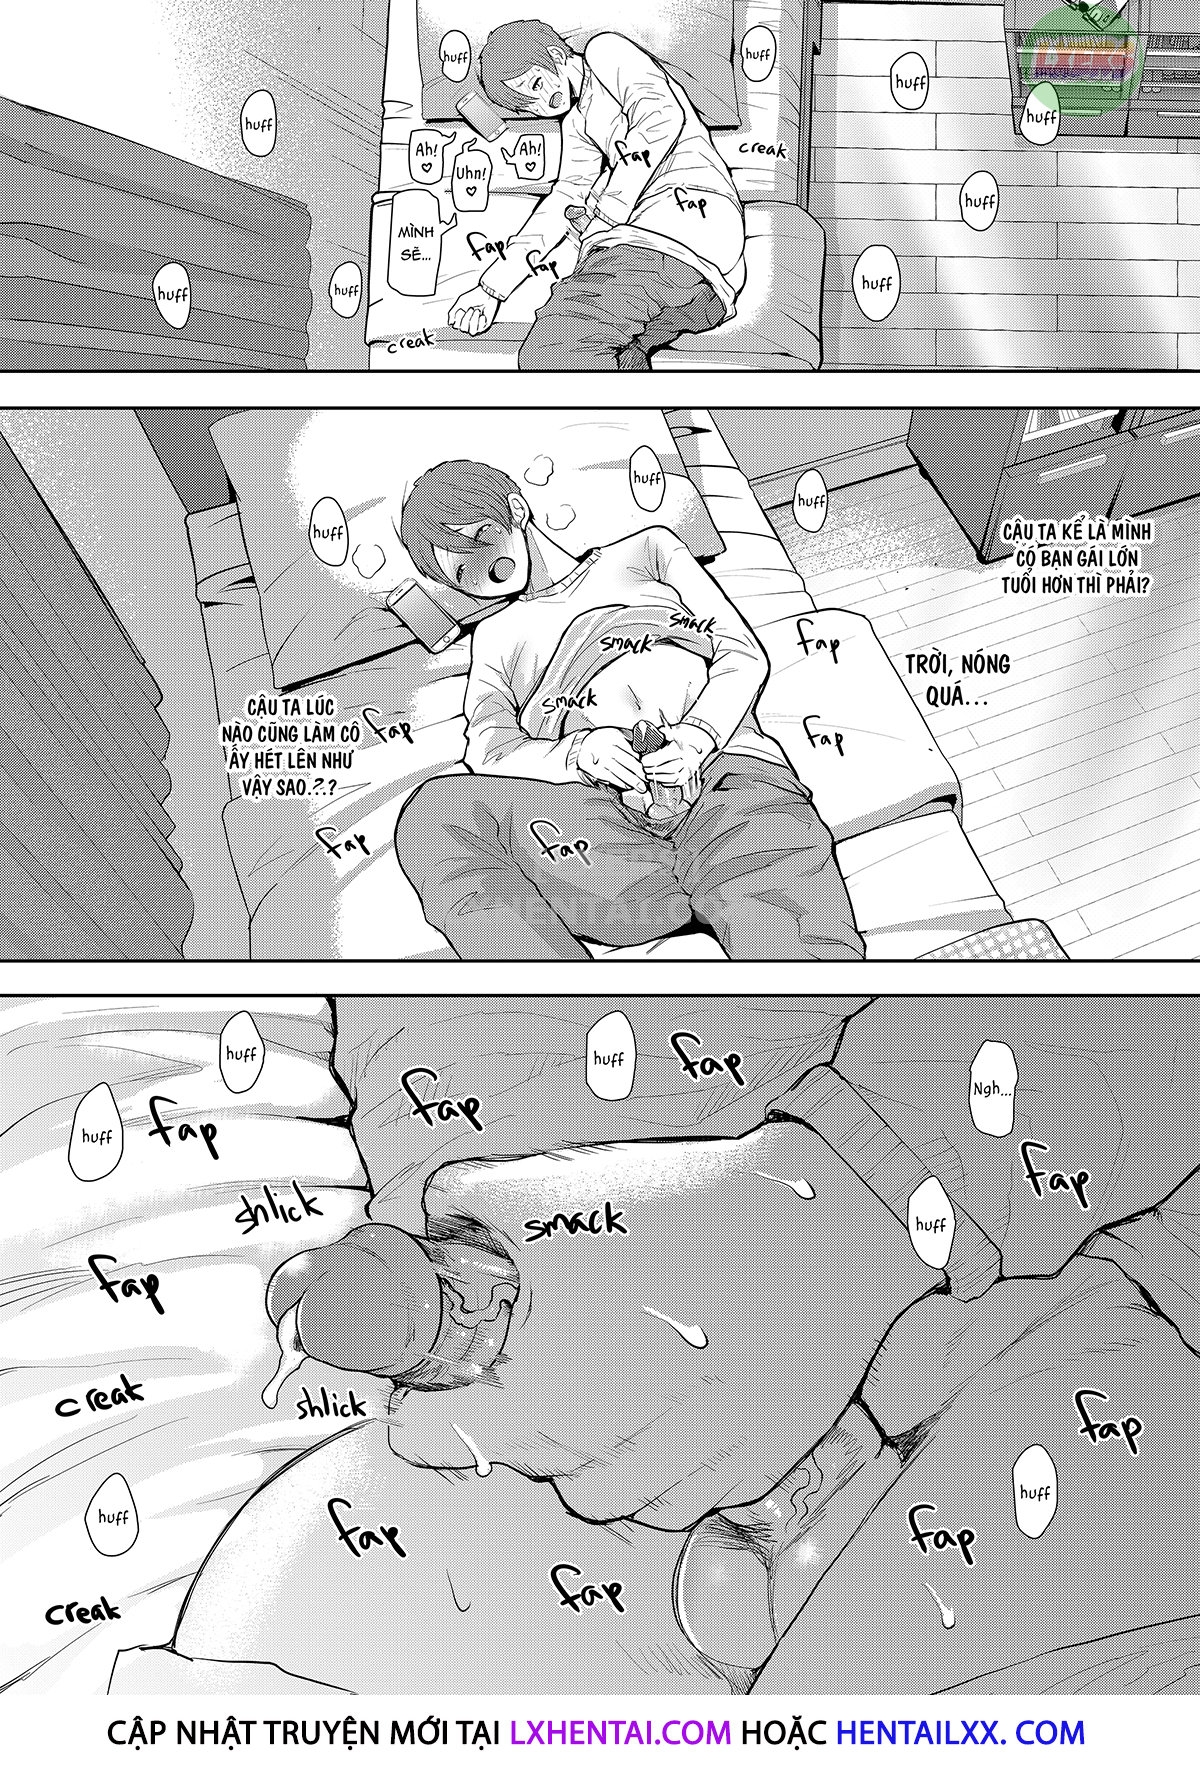 huff
huff
huff
huff
huff
Ah!♡
Uhn!♡
Ah!♡
fap
creak
fap
huff
MÌNH
SẼ...
fap
fap
huff
huff
huff
creak
huff
huff
huff
CẬU TA KỂ LÀ MÌNH
CÓ BẠN GÁI LỚN
TUỔI HƠN THÌ PHẢI?
smack
smack
fap
TRỜI, NÓNG
QUÁ...
smack
CẬU TA LÚC
NÀO CŨNG LÀM CÔ
ẤY HÉT LÊN NHƯ
VẬY SAO..?
fap
fap
fap
fap
huff
huff
fap
fap
Ngh...
huff
fap
fap
shlick
smack
huff
fap
creak
shlick
fap
huff
huff
fap
fap
fap
creak
CẬP NHẬT TRUYỆN MỚI TẠI LXHENTAI.COM HOẶC HENTAILXX. COM